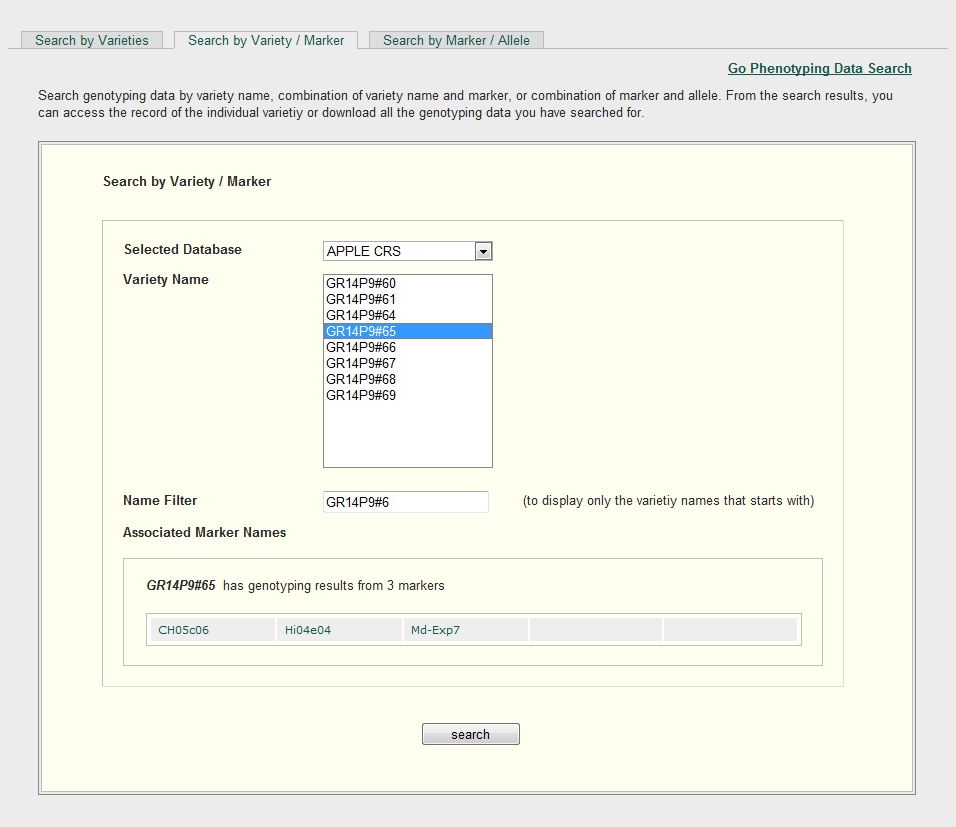 Search by Varieties
Search by Variety / Marker
Search by Marker / Allele
Go Phenotyping Data Search
Search genotyping data by variety name, combination of variety name and marker, or combination of marker and allele. From the search results, you
can access the record of the individual varietiy or download all the genotyping data you have searched for.
Search by Variety / Marker
Selected Database
APPLE CRS
Variety Name
GR14P9#60
GR14P9#61
GR14P9#64
GR14P9#65
GR14P9#66
GR14P9#67
GR14P9#68
GR14P9#69
Name Filter
GR14P9#6
(to display only the varietiy names that starts with)
Associated Marker Names
GR14P9#65 has genotyping results from 3 markers
CH05c06
Hi04e04
Md-Exp7
search